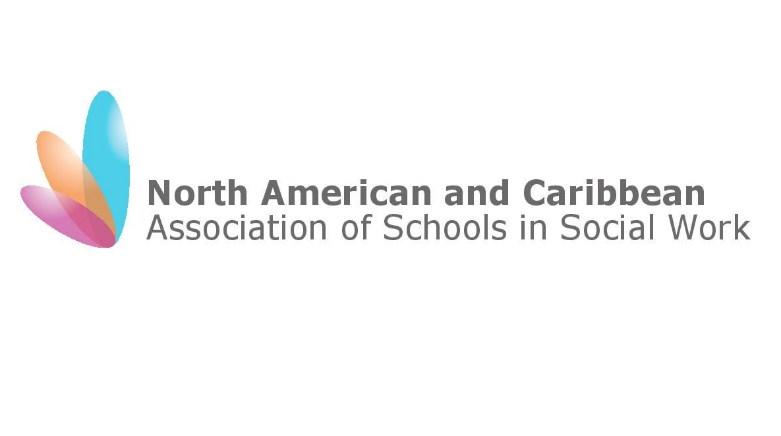 North American and Caribbean
Association of Schools in Social Work